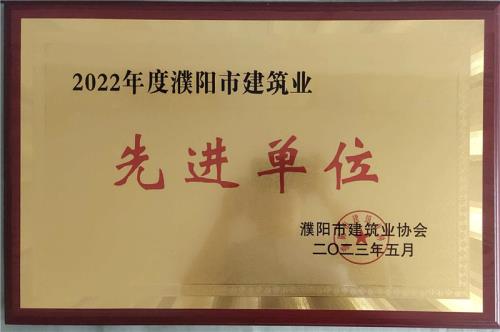 2022年度濮阳市建筑业
先进单位
濮阳市建筑业协会
二〇二三年五月